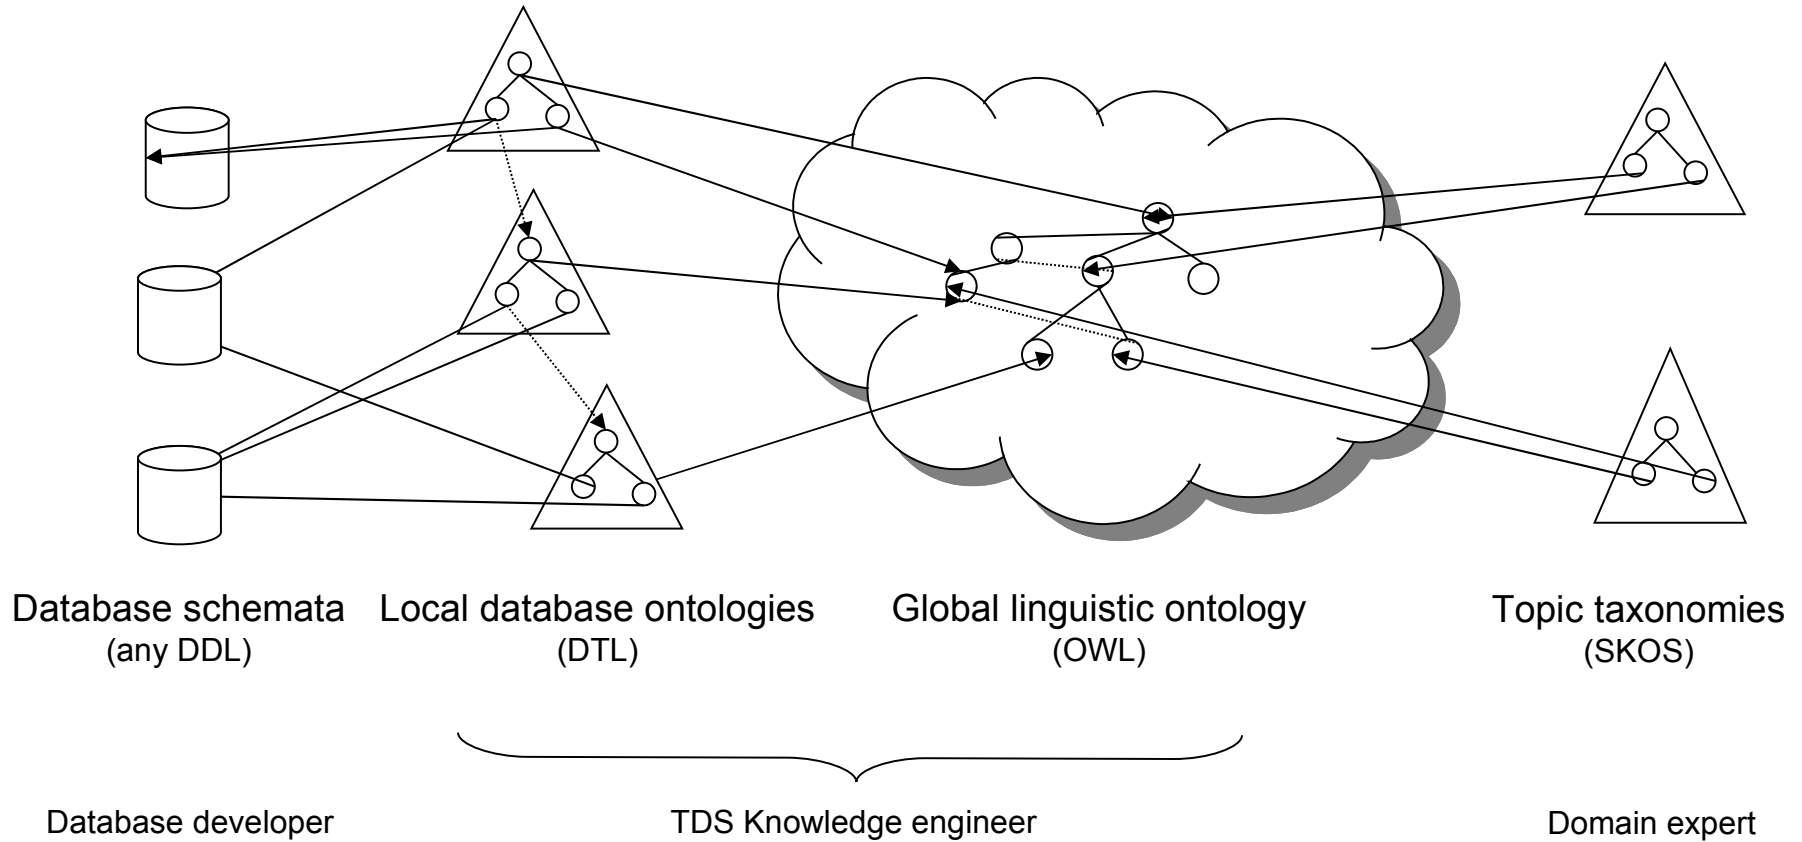 Database schemata
(any DDL)
Local database ontologies
(DTL)
Global linguistic ontology
(OWL)
Topic taxonomies
(SKOS)
Database developer
TDS Knowledge engineer
Domain expert